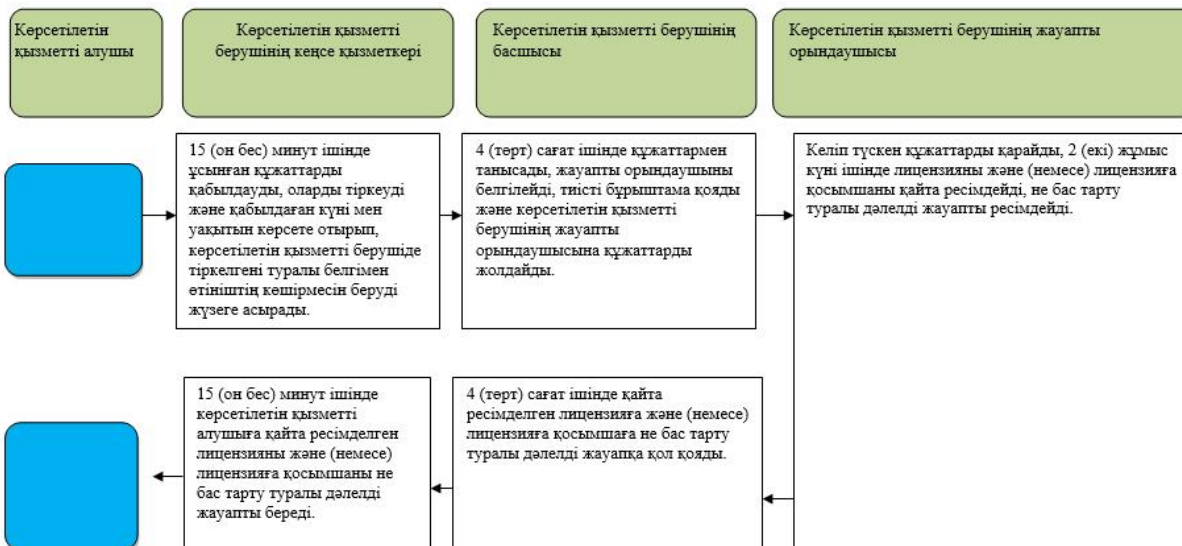 Көрсетілетін
қызметті алушы
Көрсетілетін қызметті
берушінің кеңсе қызметкері
Көрсетілетін қызметті берушінің
басшысы
Көрсетілетін қызметті берушінің жауапты
орындаушысы
15 (он бес) минут ішінде
ұсынған құжаттарды
қабылдауды, оларды тіркеуді
және қабылдаған күні мен
уақытын көрсете отырып,
көрсетілетін қызметті берушіде
тіркелгені туралы белгімен
өтініштің көшірмесін беруді
жүзеге асырады.
4 (төрт) сағат ішінде құжаттармен
танысады, жауапты орындаушыны
белгілейді, тиісті бұрыштама қояды
және көрсетілетін қызметті
берушінің жауапты
орындаушысына құжаттарды
жолдайды.
Келіп түскен құжаттарды қарайды, 2 (екі) жұмыс
күні ішінде лицензияны және (немесе) лицензияға
қосымшаны қайта ресімдейді, не бас тарту
туралы дәлелді жауапты ресімдейді.
15 (он бес) минут ішінде
көрсетілетін қызметті
алушыға қайта ресімделген
лицензияны және (немесе)
лицензияға қосымшаны не
бас тарту туралы дәлелді
жауапты береді.
4 (төрт) сағат ішінде қайта
ресімделген лицензияға және (немесе)
лицензияға қосымшаға не бас тарту
туралы дәлелді жауапқа қол қояды.